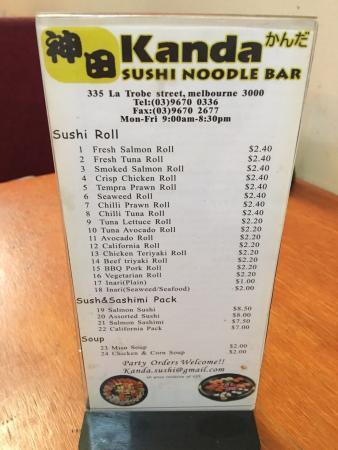 神田
Kanda かんだ
SUSHI NOODLE BAR
335 La Trobe street, melbourne 3000
Tel:(03)9670 0336
Fax:(03)9670 2677
Mon-Fri 9:00am-8:30pm
Sushi Roll
1 Fresh Salmon Roll $2.40
2 Fresh Tuna Roll $2.40
3 Smoked Salmon Roll $2.40
4 Crisp Chicken Roll $2.40
5 Tempra Prawn Roll $2.40
6 Seaweed Roll $2.40
7 Chilli Prawn Roll $2.40
8 Chilli Tuna Roll $2.40
9 Tuna Lettuce Roll $2.20
10 Tuna Avocado Roll $2.20
11 Avocado Roll $2.20
12 California Roll $2.20
13 Chicken Teriyaki Roll $2.20
14 Beef triyaki Roll $2.20
15 BBQ Pork Roll $2.20
16 Vegetarian Roll $2.20
17 Inari(Plain) $1.00
18 Inari(Seaweed/Seafood) $2.00
Sush&Sashimi Pack
19 Salmon Sushi $8.50
20 Assorted Sushi $8.00
21 Salmon Sashimi $7.50
22 California Pack $7.00
Soup
23 Miso Soup $2.00
24 Chicken & Corn Soup $2.00
Party Orders Welcome!!
Kanda.sushi@gmail.com